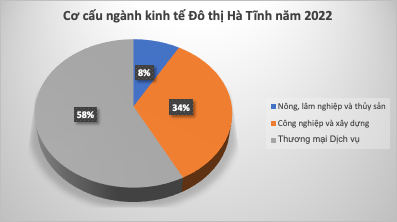 Cơ cấu ngành kinh tế Đô thị Hà Tĩnh năm 2022
8%
34%
58%
Nông, lâm nghiệp và thủy sản
Công nghiệp và xây dựng
Thương mại Dịch vụ